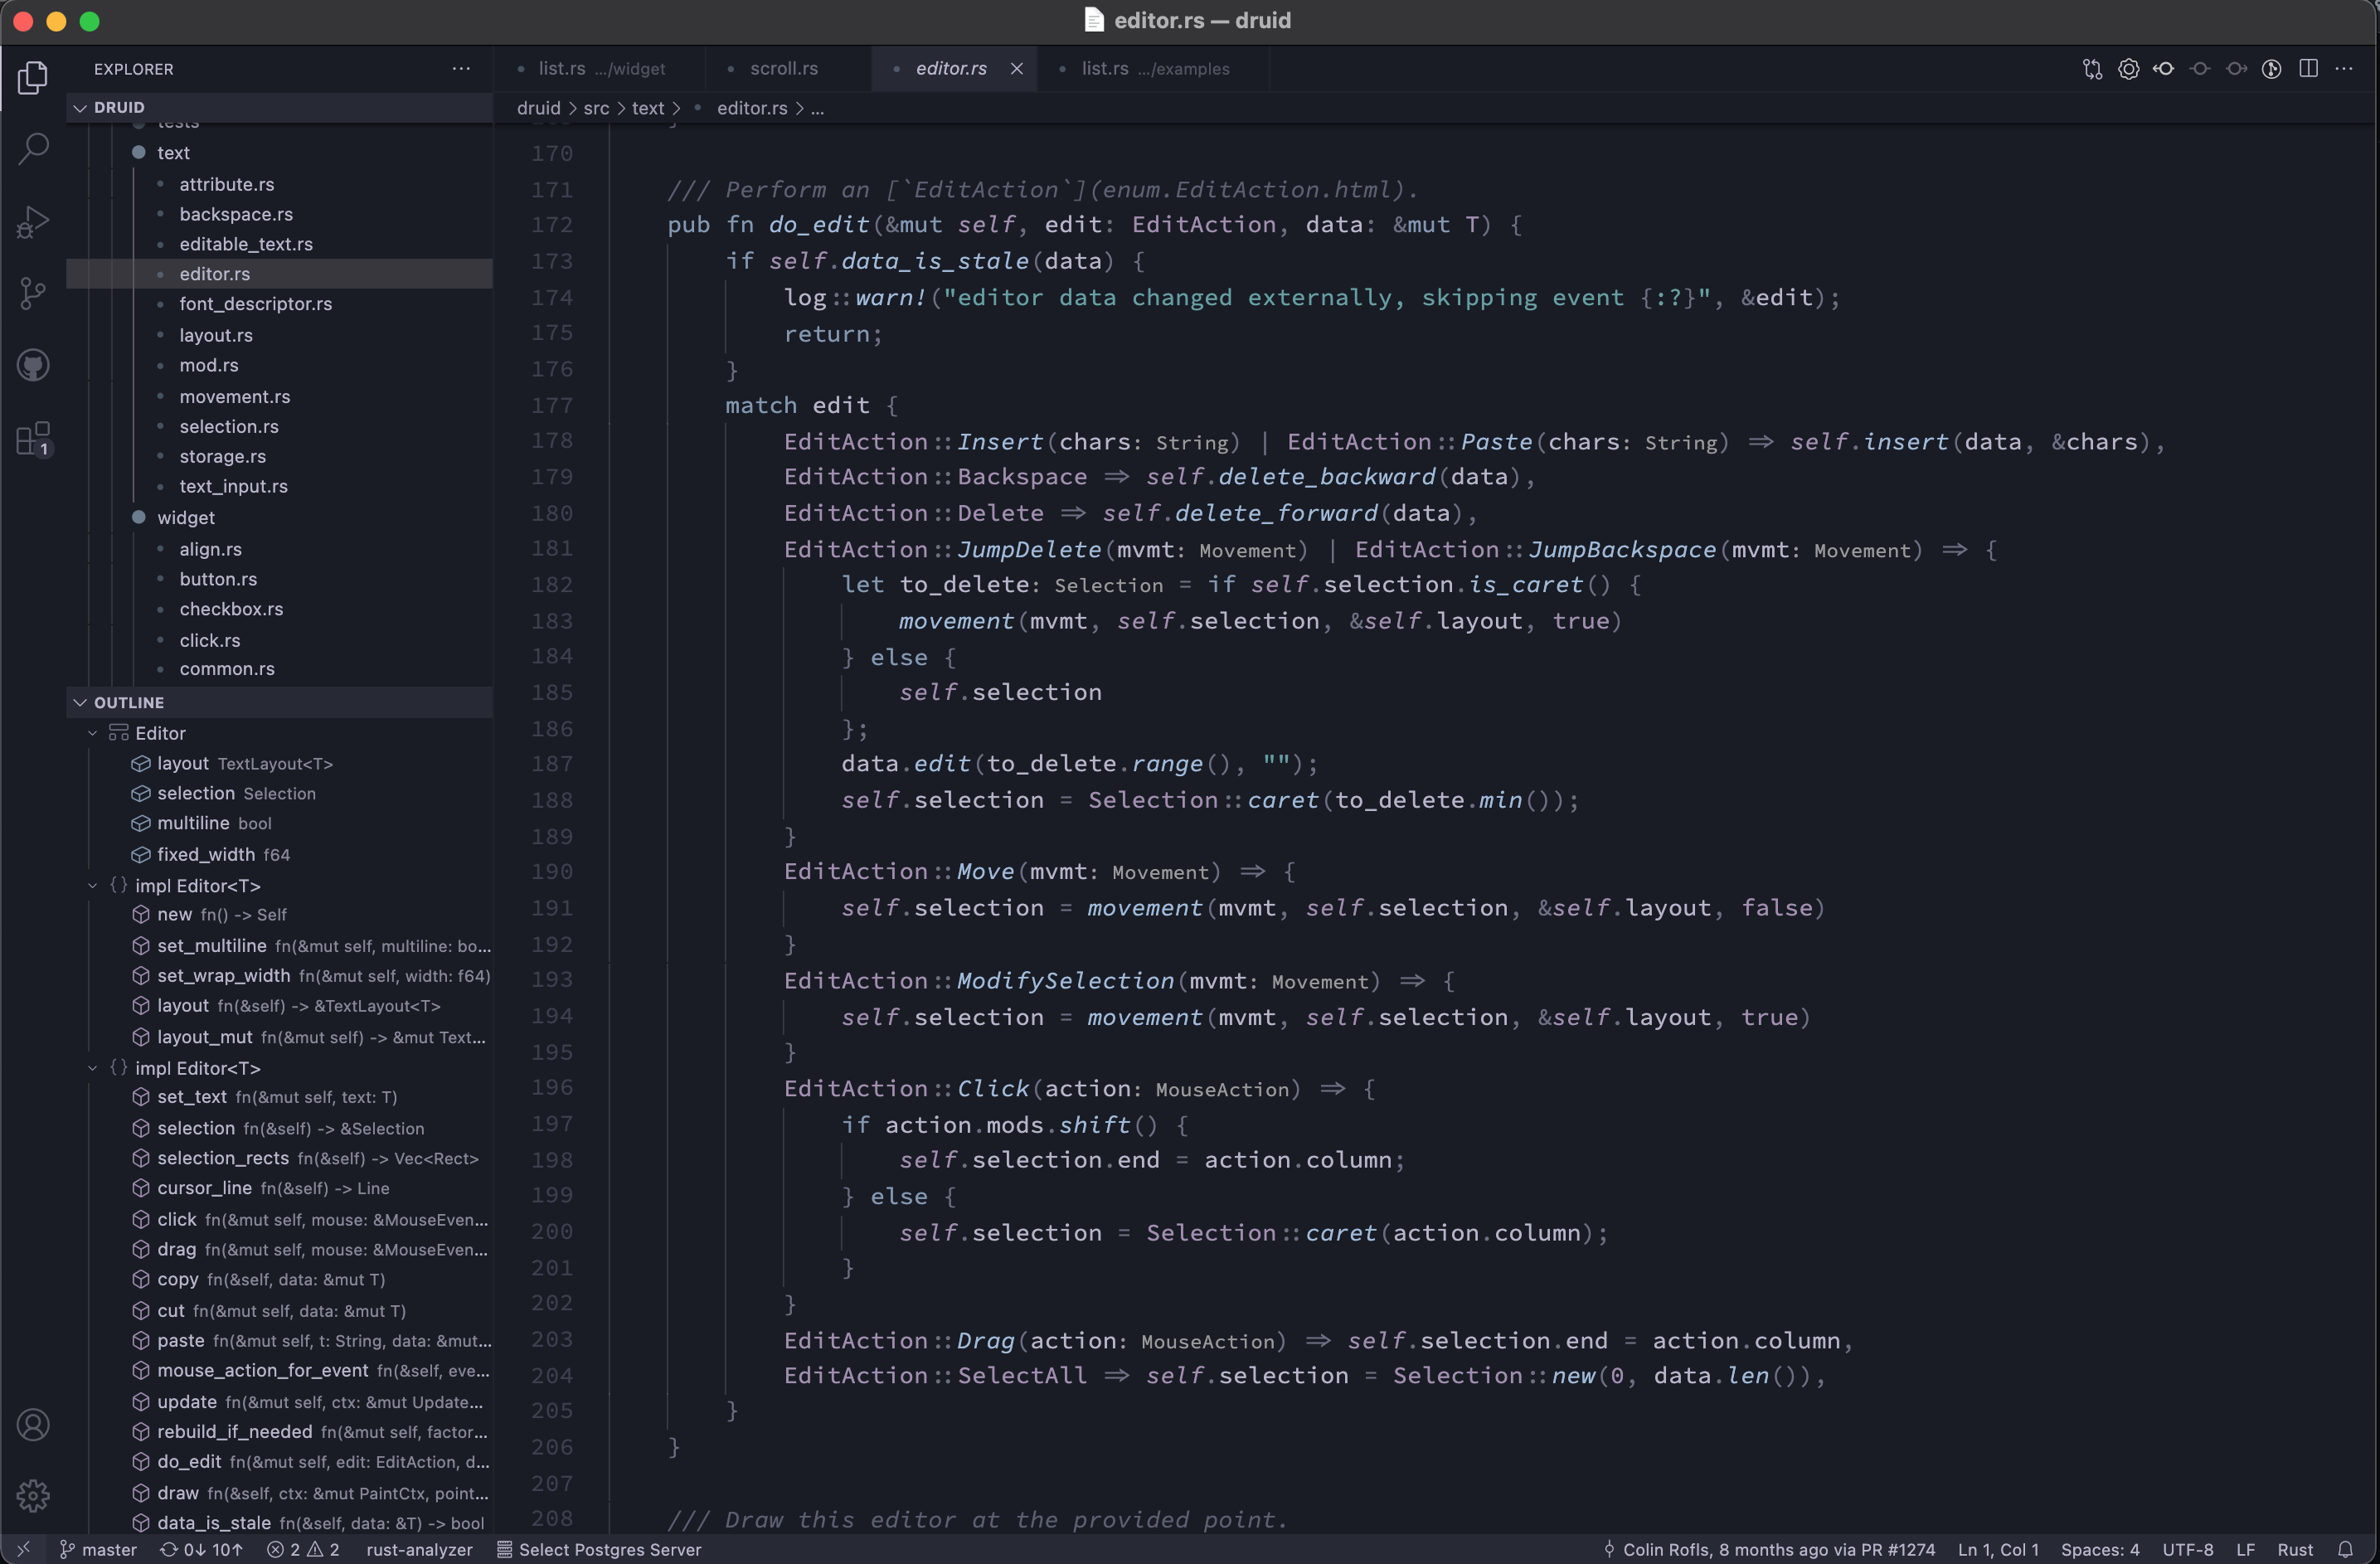 editor.rs — druid
EXPLORER
DRUID
tests
text
attribute.rs
backspace.rs
editable_text.rs
editor.rs
font_descriptor.rs
layout.rs
mod.rs
movement.rs
selection.rs
storage.rs
text_input.rs
widget
align.rs
button.rs
checkbox.rs
click.rs
common.rs
OUTLINE
Editor
layout TextLayout<T>
selection Selection
multiline bool
fixed_width f64
{} impl Editor<T>
new fn() -> Self
set_multiline fn(&mut self, multiline: bo...
set_wrap_width fn(&mut self, width: f64)
layout fn(&self) -> &TextLayout<T>
layout_mut fn(&mut self) -> &mut Text...
{} impl Editor<T>
set_text fn(&mut self, text: T)
selection fn(&self) -> &Selection
selection_rects fn(&self) -> Vec<Rect>
cursor_line fn(&self) -> Line
click fn(&mut self, mouse: &MouseEven...
drag fn(&mut self, mouse: &MouseEven...
copy fn(&self, data: &mut T)
cut fn(&mut self, data: &mut T)
paste fn(&mut self, t: String, data: &mut...
mouse_action_for_event fn(&self, eve...
update fn(&mut self, ctx: &mut Update...
rebuild_if_needed fn(&mut self, factor...
do_edit fn(&mut self, edit: EditAction, d...
draw fn(&self, ctx: &mut PaintCtx, point...
data_is_stale fn(&self, data: &T) -> bool
1
list.rs .../widget
scroll.rs
editor.rs
list.rs .../examples
druid > src > text > editor.rs > ...
170
171 /// Perform an [`EditAction`](enum.EditAction.html).
172 pub fn do_edit(&mut self, edit: EditAction, data: &mut T) {
173 if self.data_is_stale(data) {
174 log::warn!("editor data changed externally, skipping event {:?}", &edit);
175 return;
176 }
177 match edit {
178 EditAction::Insert(chars: String) | EditAction::Paste(chars: String) => self.insert(data, &chars),
179 EditAction::Backspace => self.delete_backward(data),
180 EditAction::Delete => self.delete_forward(data),
181 EditAction::JumpDelete(mvmt: Movement) | EditAction::JumpBackspace(mvmt: Movement) => {
182 let to_delete: Selection = if self.selection.is_caret() {
183 movement(mvmt, self.selection, &self.layout, true)
184 } else {
185 self.selection
186 };
187 data.edit(to_delete.range(), "");
188 self.selection = Selection::caret(to_delete.min());
189 }
190 EditAction::Move(mvmt: Movement) => {
191 self.selection = movement(mvmt, self.selection, &self.layout, false)
192 }
193 EditAction::ModifySelection(mvmt: Movement) => {
194 self.selection = movement(mvmt, self.selection, &self.layout, true)
195 }
196 EditAction::Click(action: MouseAction) => {
197 if action.mods.shift() {
198 self.selection.end = action.column;
199 } else {
200 self.selection = Selection::caret(action.column);
201 }
202 }
203 EditAction::Drag(action: MouseAction) => self.selection.end = action.column,
204 EditAction::SelectAll => self.selection = Selection::new(0, data.len()),
205 }
206 }
207
208 /// Draw this editor at the provided point.
master 0↓ 10↑ 2 2 rust-analyzer Select Postgres Server Colin Rofls, 8 months ago via PR #1274 Ln 1, Col 1 Spaces: 4 UTF-8 LF Rust